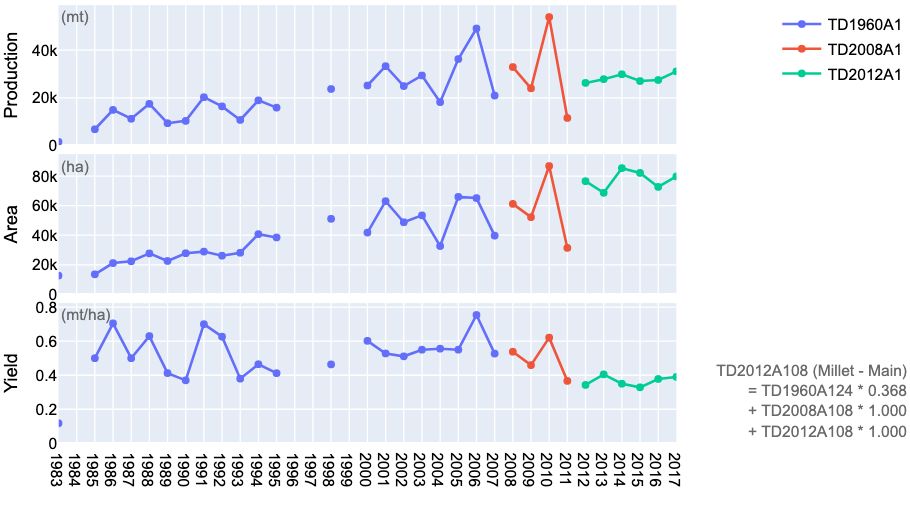 Production
(mt)
40k
20k
0
TD1960A1
TD2008A1
TD2012A1
Area
(ha)
80k
60k
40k
20k
0
Yield
(mt/ha)
0.8
0.6
0.4
0.2
0
TD2012A108 (Millet - Main)
= TD1960A124 * 0.368
+ TD2008A108 * 1.000
+ TD2012A108 * 1.000
1983
1984
1985
1986
1987
1988
1989
1990
1991
1992
1993
1994
1995
1996
1997
1998
1999
2000
2001
2002
2003
2004
2005
2006
2007
2008
2009
2010
2011
2012
2013
2014
2015
2016
2017